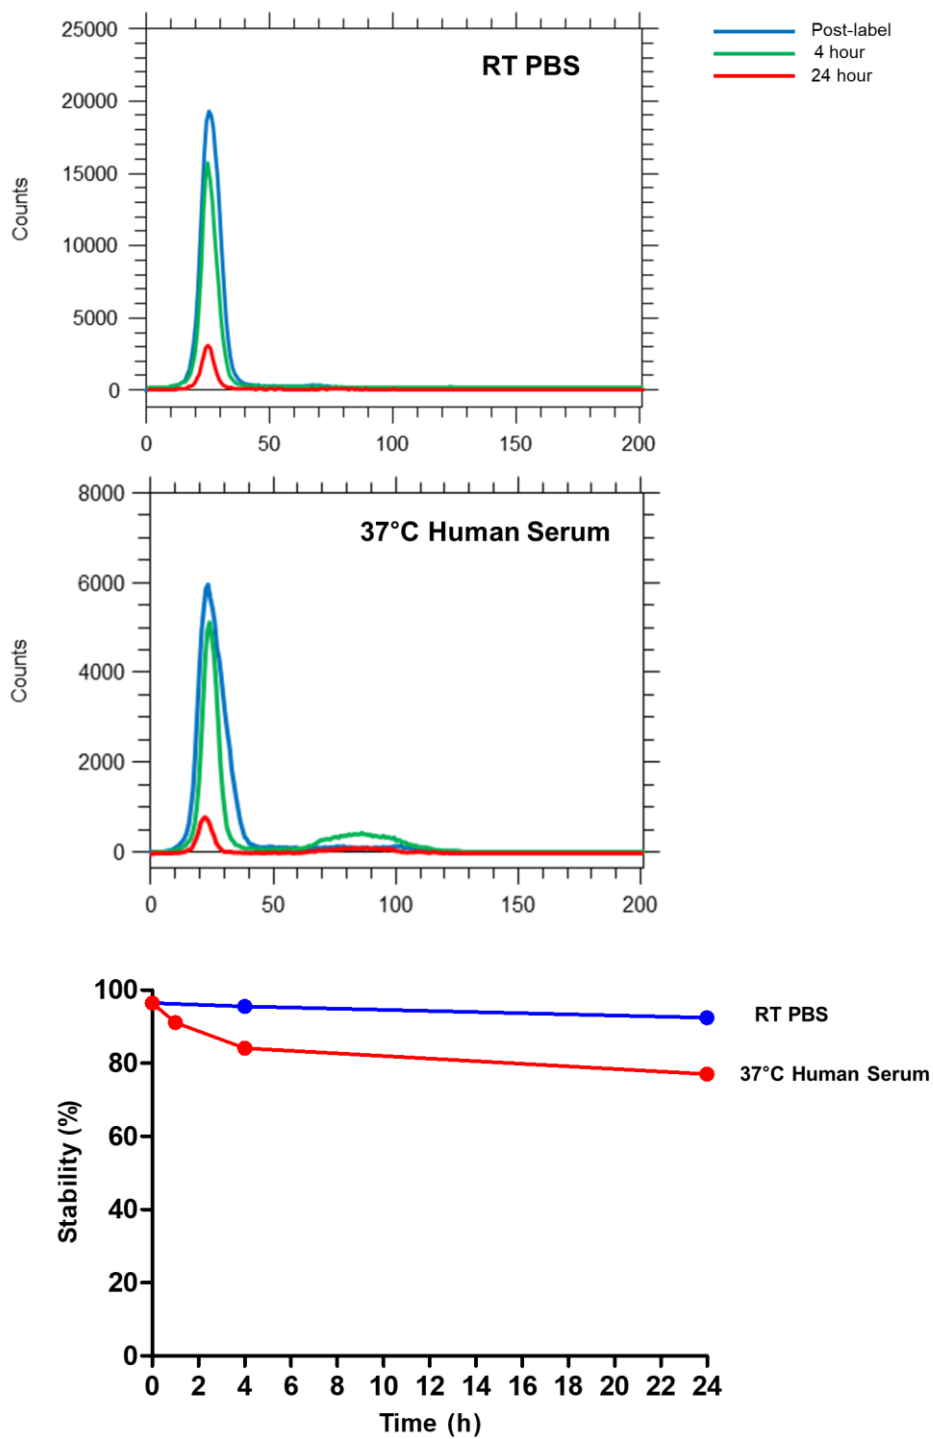 25000
20000
15000
10000
5000
0
Counts
RT PBS
0 50 100 150 200
Post-label
4 hour
24 hour
8000
6000
4000
2000
0
Counts
37°C Human Serum
0 50 100 150 200
100
80
60
40
20
0
Stability (%)
RT PBS
37°C Human Serum
0 2 4 6 8 10 12 14 16 18 20 22 24
Time (h)